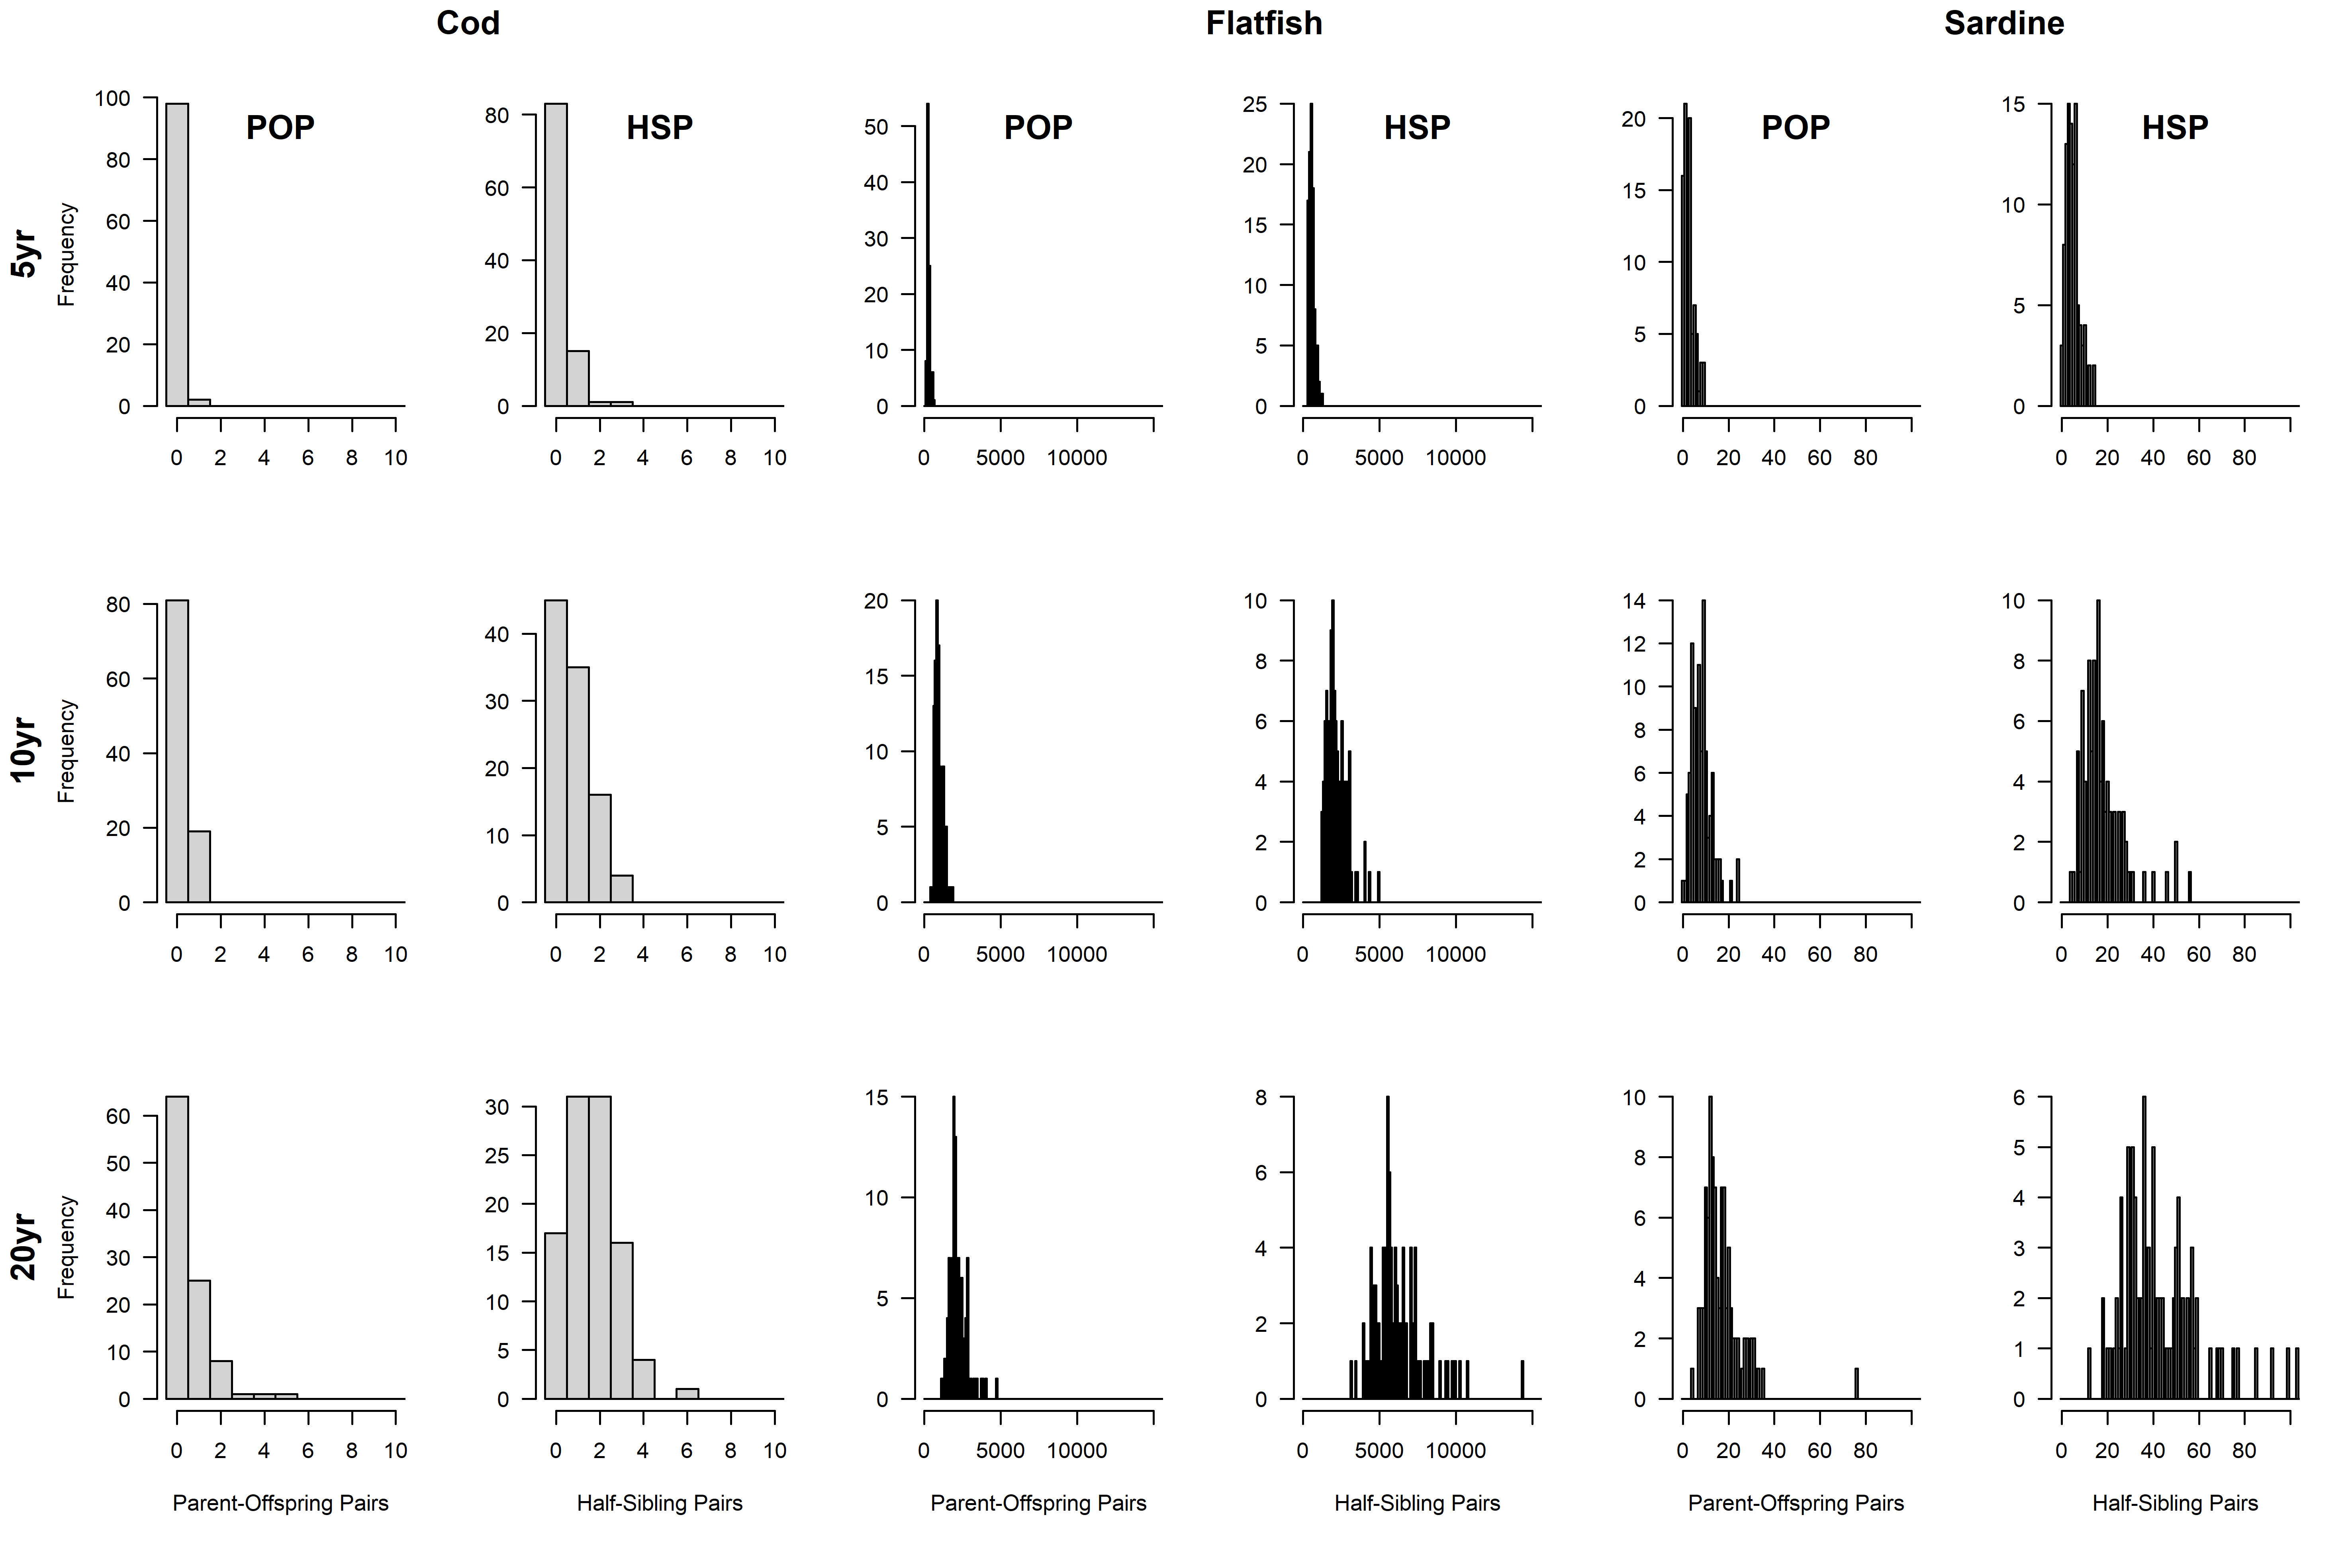 Cod Flatfish Sardine
POP HSP POP HSP POP HSP
5yr
Frequency
0 20 40 60 80 100
0 2 4 6 8 10
0 20 40 60 80
0 2 4 6 8 10
0 10 20 30 40 50
0 5000 10000
0 5 10 15 20 25
0 5000 10000
0 5 10 15 20
0 20 40 60 80
0 5 10 15
0 20 40 60 80
10yr
Frequency
0 20 40 60 80
0 2 4 6 8 10
0 10 20 30 40
0 2 4 6 8 10
0 5 10 15 20
0 5000 10000
0 2 4 6 8 10
0 5000 10000
0 2 4 6 8 10 12 14
0 20 40 60 80
0 2 4 6 8 10
0 20 40 60 80
20yr
Frequency
0 10 20 30 40 50 60
0 2 4 6 8 10
0 5 10 15 20 25 30
0 2 4 6 8 10
0 5 10 15
0 5000 10000
0 2 4 6 8
0 5000 10000
0 2 4 6 8 10
0 20 40 60 80
0 1 2 3 4 5 6
0 20 40 60 80
Parent-Offspring Pairs Half-Sibling Pairs Parent-Offspring Pairs Half-Sibling Pairs Parent-Offspring Pairs Half-Sibling Pairs